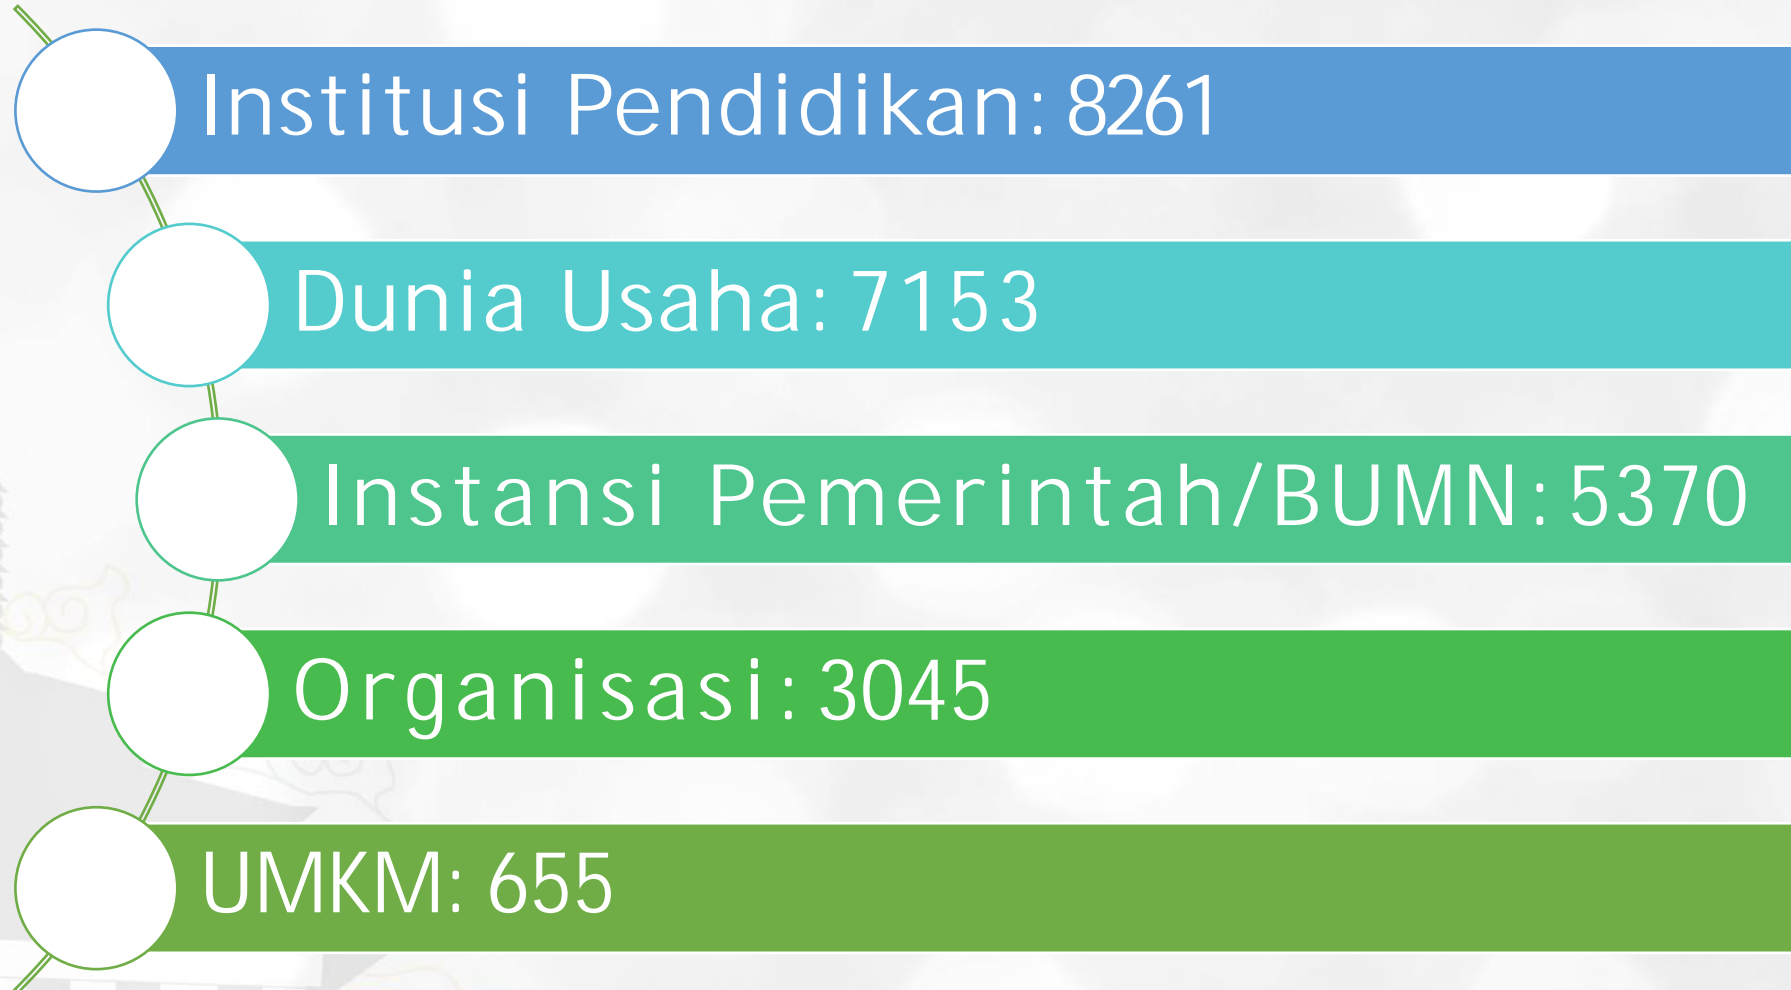 Institusi Pendidikan: 8261
Dunia Usaha: 7153
Instansi Pemerintah/BUMN: 5370
Organisasi: 3045
UMKM: 655